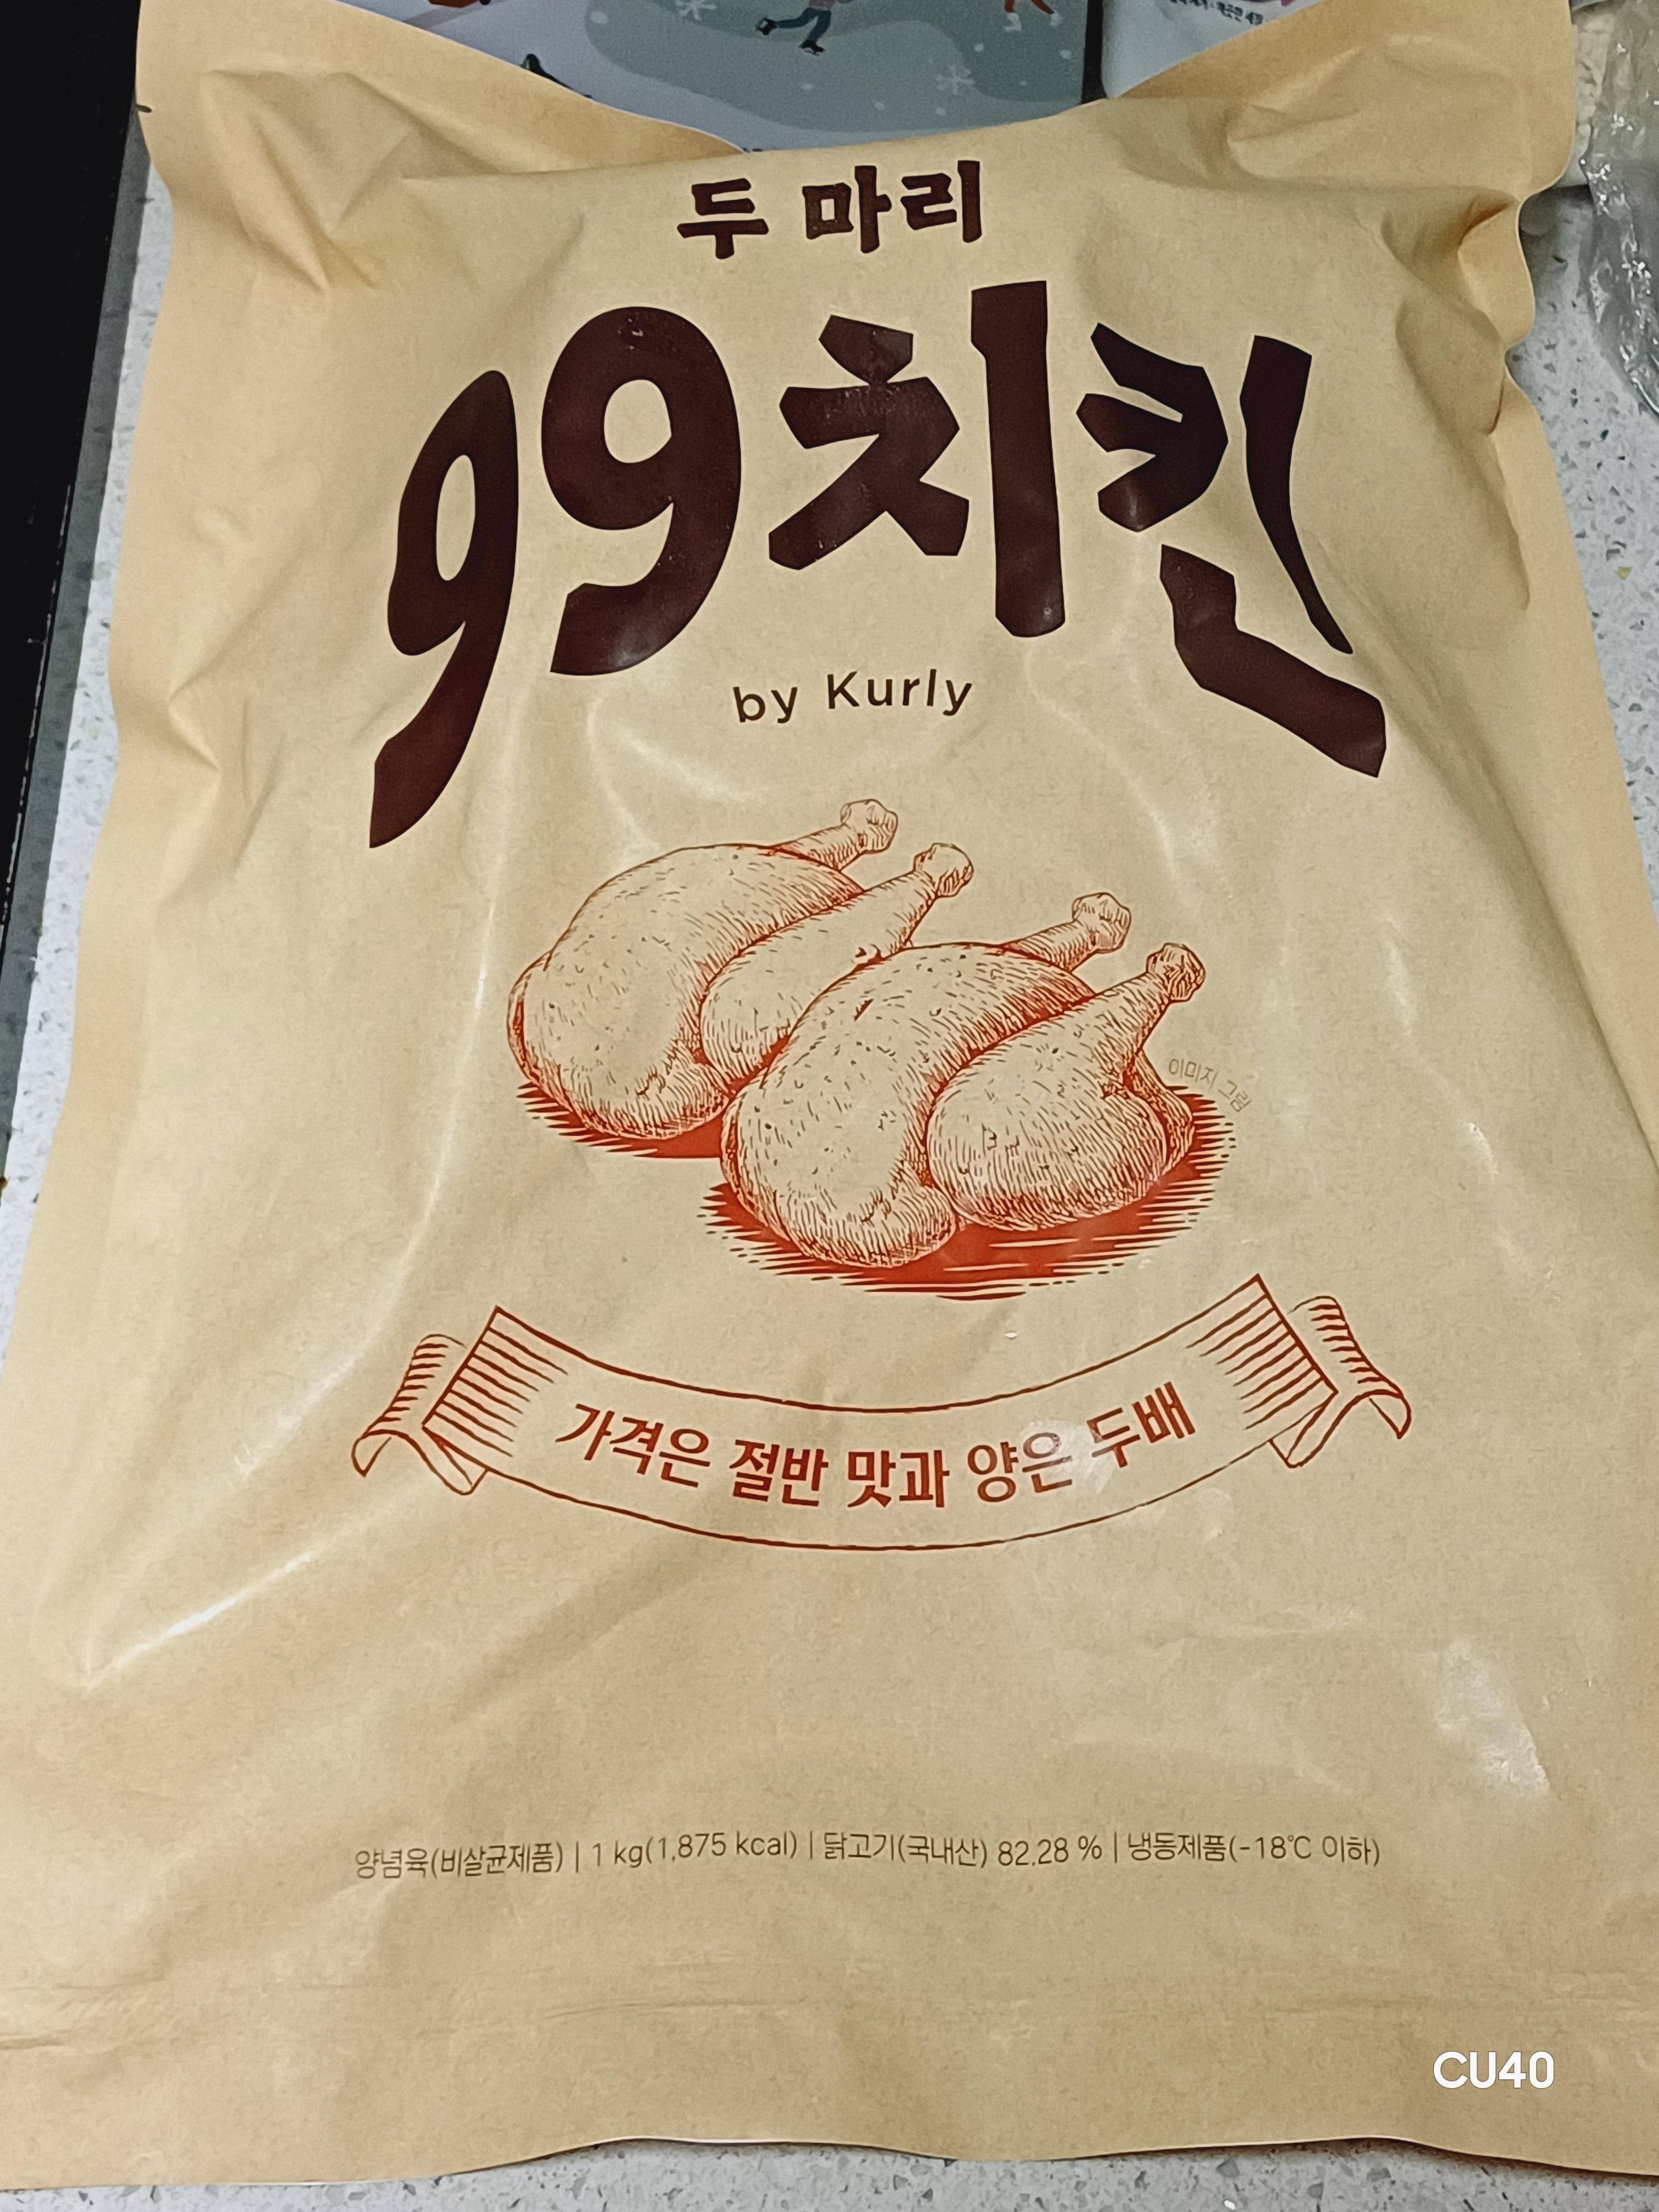 두 마리
99치킨
by Kurly
이미지 그림
가격은 절반 맛과 양은 두배
양념육(비살균제품) | 1 kg(1,875 kcal) | 닭고기(국내산) 82.28 % | 냉동제품(-18℃ 이하)
CU40